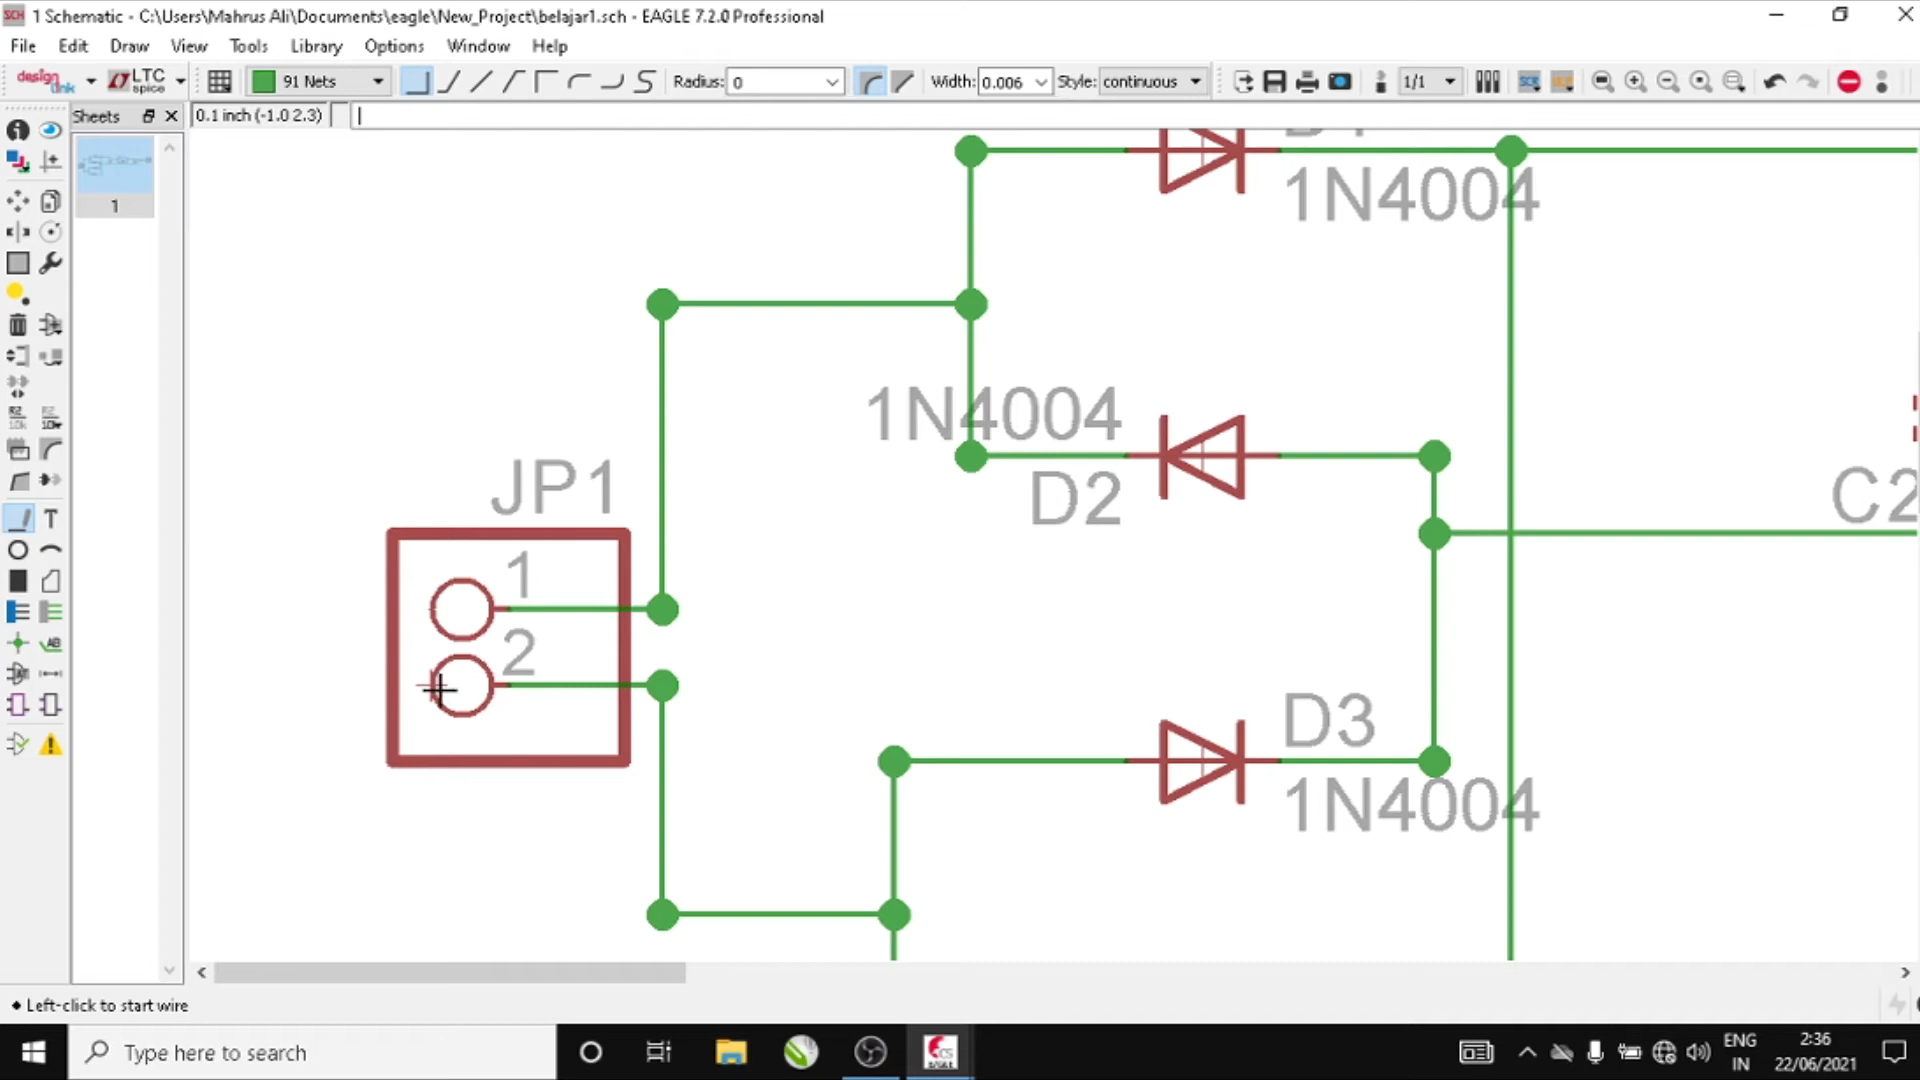 1 Schematic - C:\Users\Mahrus Ali\Documents\eagle\New_Project\belajar1.sch - EAGLE 7.2.0 Professional
File Edit Draw View Tools Library Options Window Help
design link LTC spice 91 Nets Radius: 0 Width: 0.006 Style: continuous 1/1
Sheets 0.1 inch (-1.0 2.3)
1
1N4004
1N4004
D2
C2
JP1
1
2
D3
1N4004
Left-click to start wire
Type here to search
ENG
IN
2:36
22/06/2021